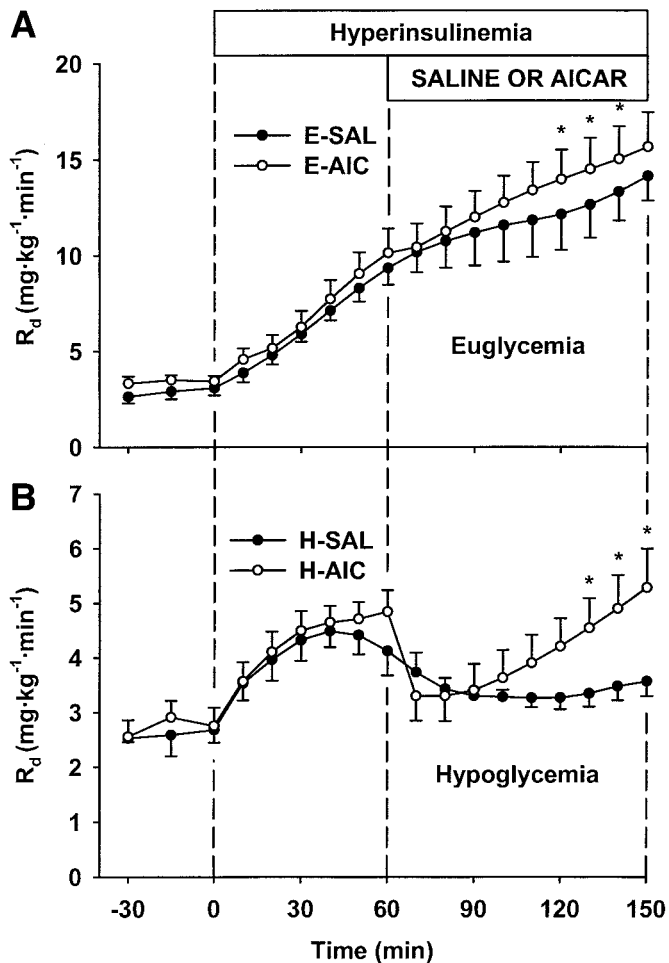 A
Hyperinsulinemia
SALINE OR AICAR
20
15
10
5
0
E-SAL
E-AIC
* * *
Rd (mg·kg-1·min-1)
Euglycemia
B
7
6
5
4
3
2
1
0
H-SAL
H-AIC
* * *
Rd (mg·kg-1·min-1)
Hypoglycemia
-30 0 30 60 90 120 150
Time (min)